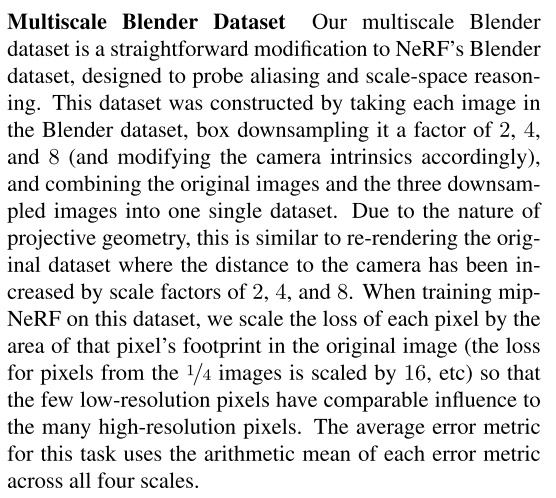 Multiscale Blender Dataset Our multiscale Blender
dataset is a straightforward modification to NeRF's Blender
dataset, designed to probe aliasing and scale-space reason-
ing. This dataset was constructed by taking each image in
the Blender dataset, box downsampling it a factor of 2, 4,
and 8 (and modifying the camera intrinsics accordingly),
and combining the original images and the three downsam-
pled images into one single dataset. Due to the nature of
projective geometry, this is similar to re-rendering the orig-
inal dataset where the distance to the camera has been in-
creased by scale factors of 2, 4, and 8. When training mip-
NeRF on this dataset, we scale the loss of each pixel by the
area of that pixel's footprint in the original image (the loss
for pixels from the 1/4 images is scaled by 16, etc) so that
the few low-resolution pixels have comparable influence to
the many high-resolution pixels. The average error metric
for this task uses the arithmetic mean of each error metric
across all four scales.